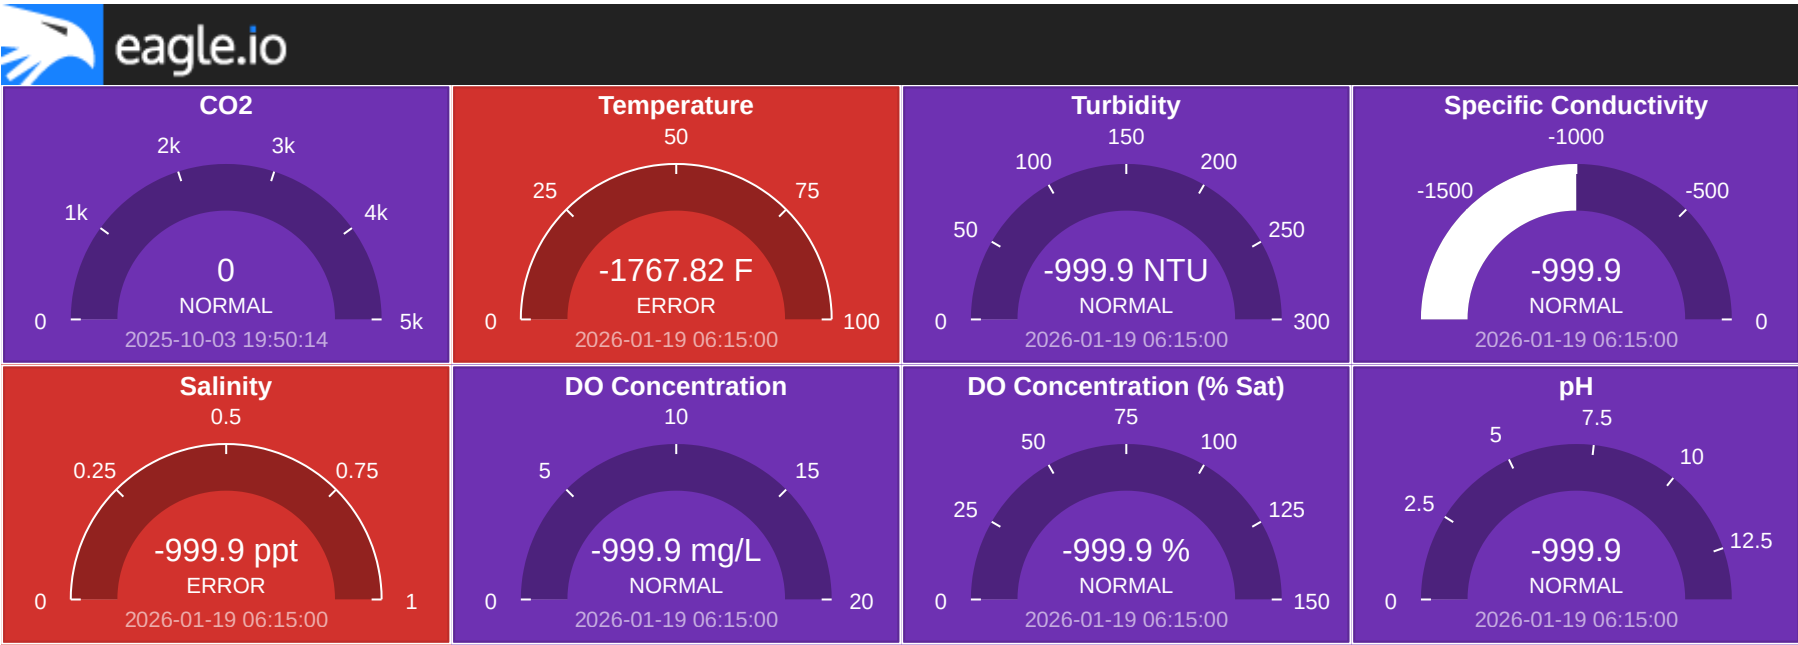 eagle.io
CO2
2k 3k
1k 4k
0
NORMAL
0 5k
2025-10-03 19:50:14
Temperature
50
25 75
-1767.82 F
ERROR
0 100
2026-01-19 06:15:00
Turbidity
150
100 200
50 250
-999.9 NTU
NORMAL
0 300
2026-01-19 06:15:00
Specific Conductivity
-1000
-1500 -500
-999.9
NORMAL
0
2026-01-19 06:15:00
Salinity
0.5
0.25 0.75
-999.9 ppt
ERROR
0 1
2026-01-19 06:15:00
DO Concentration
10
5 15
-999.9 mg/L
NORMAL
0 20
2026-01-19 06:15:00
DO Concentration (% Sat)
75
50 100
25 125
-999.9 %
NORMAL
0 150
2026-01-19 06:15:00
pH
7.5
5 10
2.5 12.5
-999.9
NORMAL
0
2026-01-19 06:15:00